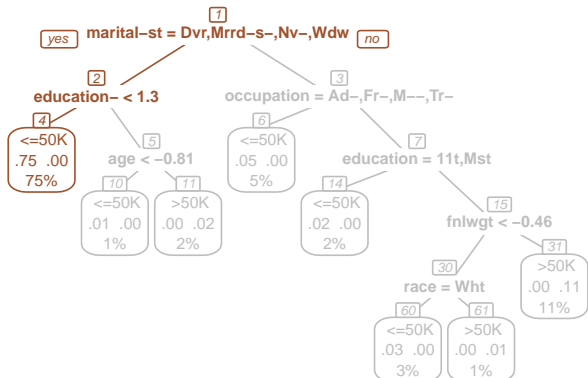 1
yes marital-st = Dvr,Mrrd-s-,Nv-,Wdw no
2 3
education- < 1.3 occupation = Ad-,Fr-,M--,Tr-
4 5 6 7
<=50K age < -0.81 <=50K education = 11t,Mst
.75 .00 .05 .00
75% 5%
10 11 14 15
<=50K >50K <=50K fnlwgt < -0.46
.01 .00 .00 .02 .02 .00
1% 2% 2%
30 31
race = Wht >50K
.00 .11
11%
60 61
<=50K >50K
.03 .00 .00 .01
3% 1%